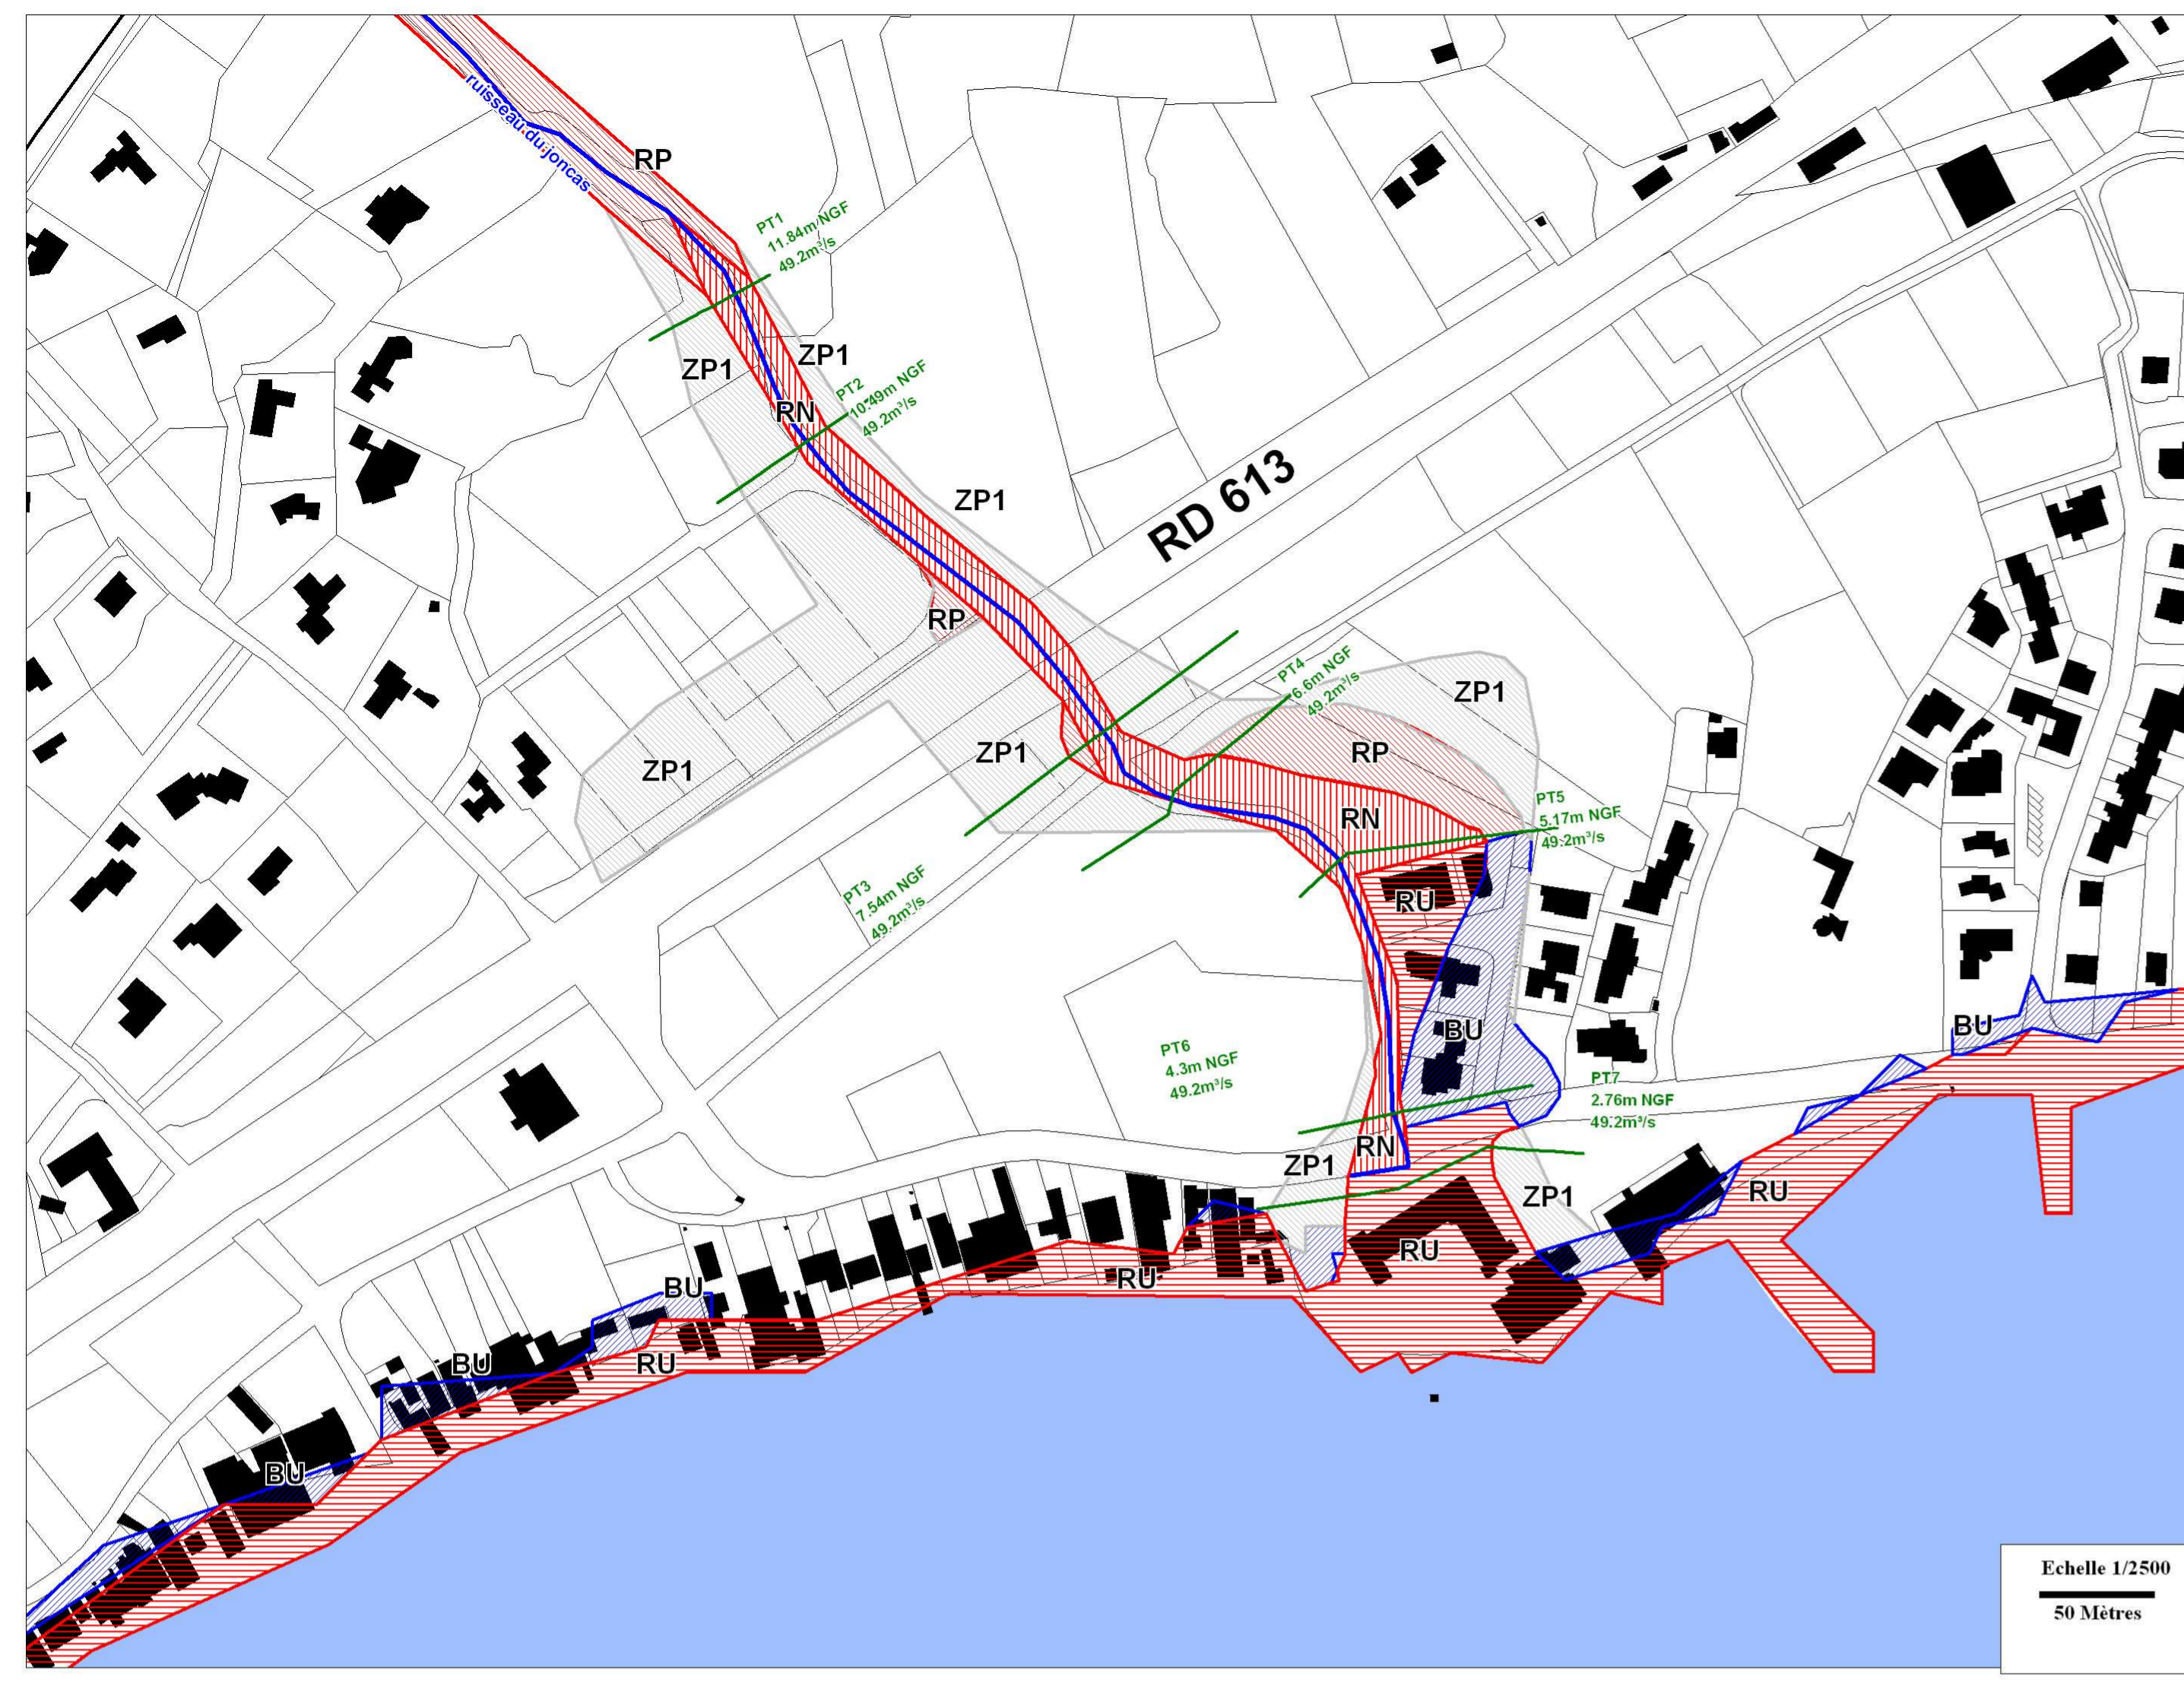 ruisseau du joncas
RP
PT1
11.84m NGF
49.2m³/s
ZP1
ZP1
PT2
10.49m NGF
49.2m³/s
RN
ZP1
RD 613
RP
PT4
6.6m NGF
49.2m³/s
ZP1
ZP1
RP
ZP1
PT5
5.17m NGF
49.2m³/s
RN
PT3
7.54m NGF
49.2m³/s
RU
BU
BU
PT6
4.3m NGF
49.2m³/s
PT7
2.76m NGF
49.2m³/s
RN
ZP1
ZP1
RU
RU
RU
BU
BU
RU
BU
Echelle 1/2500
50 Mètres